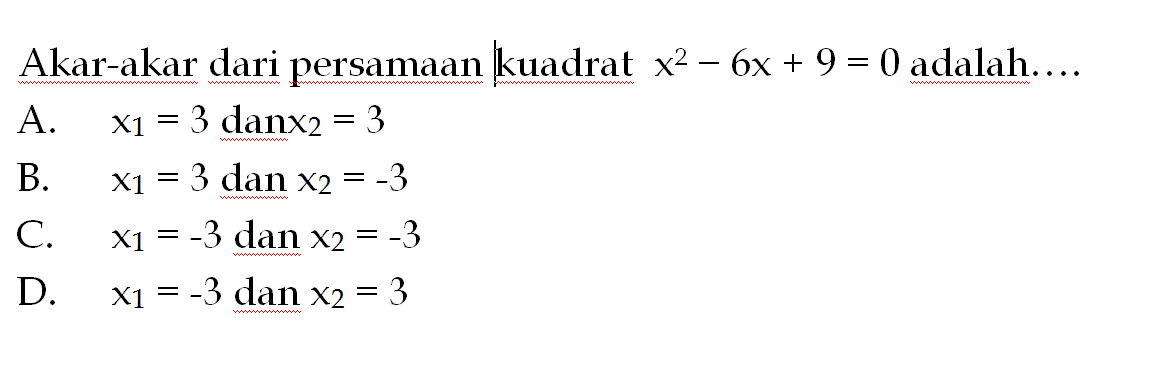 Akar-akar dari persamaan kuadrat x² – 6x + 9 = 0 adalah….
A. x₁ = 3 danx₂ = 3
B. x₁ = 3 dan x₂ = -3
C. x₁ = -3 dan x₂ = -3
D. x₁ = -3 dan x₂ = 3